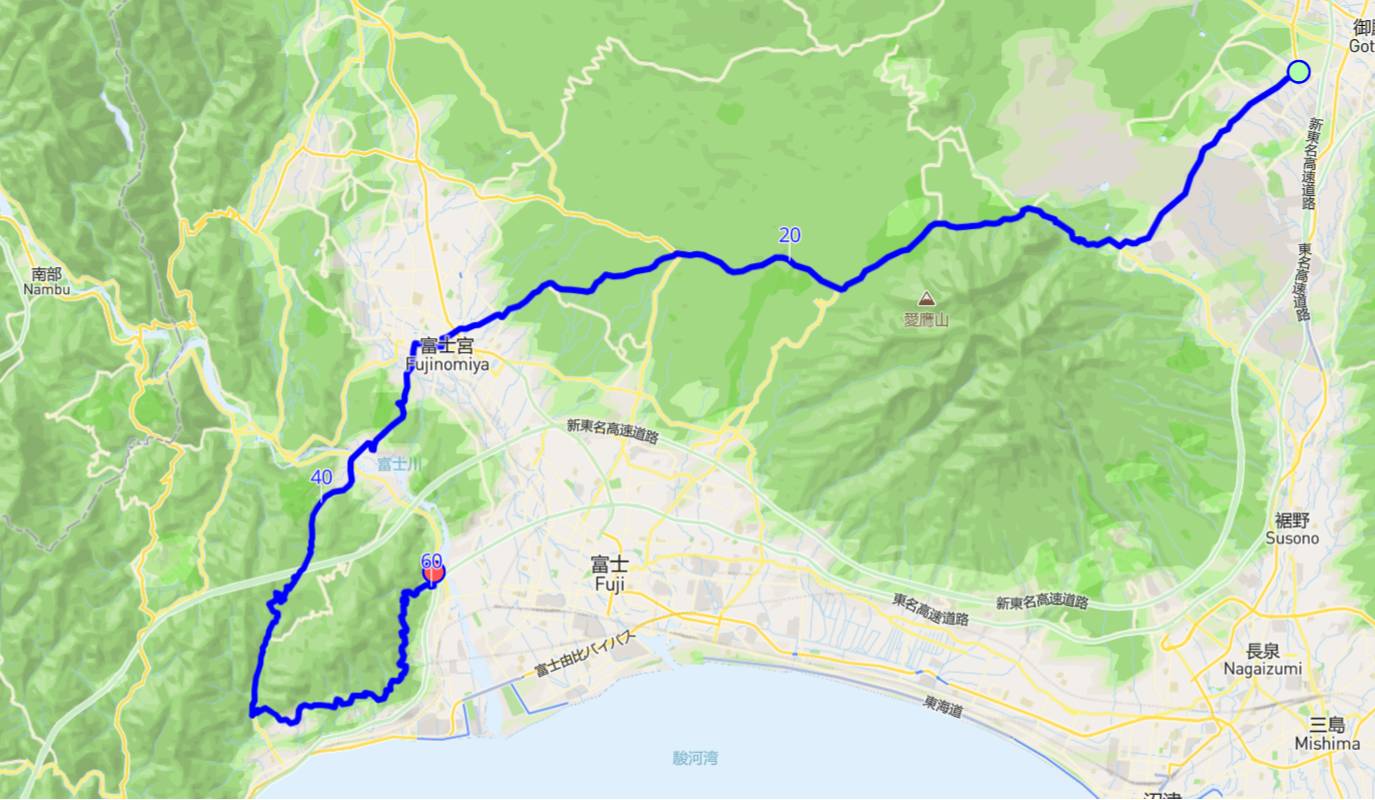 御
Got
新東名高速道路
20
東名高速道路
南部
Nambu
愛鷹山
富士宮
Fujinomiya
新東名高速道路
富士川
40
裾野
Susono
60
富士
Fuji
東名高速道路
新東名高速道路
富士由比バイパス
長泉
Nagaizumi
東海道
三島
Mishima
駿河湾
沼津